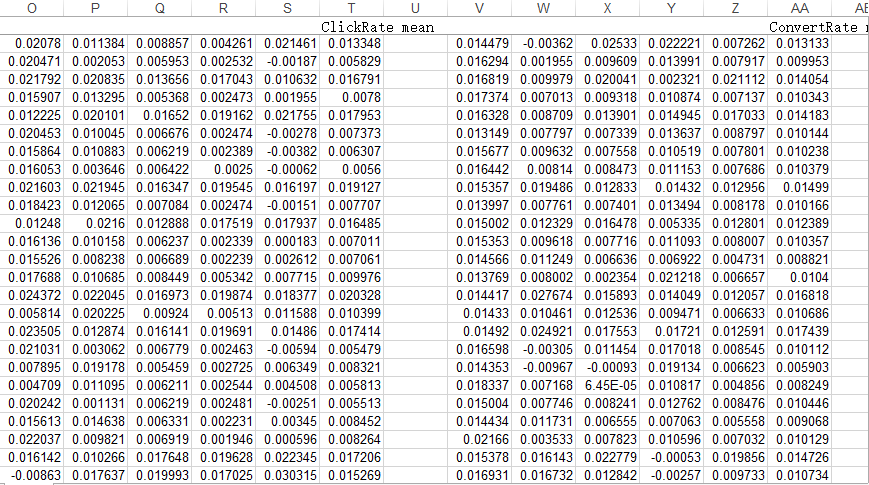 O P Q R S T U V W X Y Z AA AB
ClickRate mean ConvertRate
0.02078 0.011384 0.008857 0.004261 0.021461 0.013348 0.014479 -0.00362 0.02533 0.022221 0.007262 0.013133
0.020471 0.002053 0.005953 0.002532 -0.00187 0.005829 0.016294 0.001955 0.009609 0.013991 0.007917 0.009953
0.021792 0.020835 0.013656 0.017043 0.010632 0.016791 0.016819 0.009979 0.020041 0.002321 0.021112 0.014054
0.015907 0.013295 0.005368 0.002473 0.001955 0.0078 0.017374 0.007013 0.009318 0.010874 0.007137 0.010343
0.012225 0.020101 0.01652 0.019162 0.021755 0.017953 0.016328 0.008709 0.013901 0.014945 0.017033 0.014183
0.020453 0.010045 0.006676 0.002474 -0.00278 0.007373 0.013149 0.007797 0.007339 0.013637 0.008797 0.010144
0.015864 0.010883 0.006219 0.002389 -0.00382 0.006307 0.015677 0.009632 0.007558 0.010519 0.007801 0.010238
0.016053 0.003646 0.006422 0.0025 -0.00062 0.0056 0.016442 0.00814 0.008473 0.011153 0.007686 0.010379
0.021603 0.021945 0.016347 0.019545 0.016197 0.019127 0.015357 0.019486 0.012833 0.01432 0.012956 0.01499
0.018423 0.012065 0.007084 0.002474 -0.00151 0.007707 0.013997 0.007761 0.007401 0.013494 0.008178 0.010166
0.01248 0.0216 0.012888 0.017519 0.017937 0.016485 0.015002 0.012329 0.016478 0.005335 0.012801 0.012389
0.016136 0.010158 0.006237 0.002339 0.000183 0.007011 0.015353 0.009618 0.007716 0.011093 0.008007 0.010357
0.015526 0.008238 0.006689 0.002239 0.002612 0.007061 0.014566 0.011249 0.006636 0.006922 0.004731 0.008821
0.017688 0.010685 0.008449 0.005342 0.007715 0.009976 0.013769 0.008002 0.002354 0.021218 0.006657 0.0104
0.024372 0.022045 0.016973 0.019874 0.018377 0.020328 0.014417 0.027674 0.015893 0.014049 0.012057 0.016818
0.005814 0.020225 0.00924 0.00513 0.011588 0.010399 0.01433 0.010461 0.012536 0.009471 0.006633 0.010686
0.023505 0.012874 0.016141 0.019691 0.01486 0.017414 0.01492 0.024921 0.017553 0.01721 0.012591 0.017439
0.021031 0.003062 0.006779 0.002463 -0.00594 0.005479 0.016598 -0.00305 0.011454 0.017018 0.008545 0.010112
0.007895 0.019178 0.005459 0.002725 0.006349 0.008321 0.014353 -0.00967 -0.00093 0.019134 0.006623 0.005903
0.004709 0.011095 0.006211 0.002544 0.004508 0.005813 0.018337 0.007168 6.45E-05 0.010817 0.004856 0.008249
0.020242 0.001131 0.006219 0.002481 -0.00251 0.005513 0.015004 0.007746 0.008241 0.012762 0.008476 0.010446
0.015613 0.014638 0.006331 0.002231 0.00345 0.008452 0.014434 0.011731 0.006555 0.007063 0.005558 0.009068
0.022037 0.009821 0.006919 0.001946 0.000596 0.008264 0.02166 0.003533 0.007823 0.010596 0.007032 0.010129
0.016142 0.010266 0.017648 0.019628 0.022345 0.017206 0.015378 0.016143 0.022779 -0.00053 0.019856 0.014726
-0.00863 0.017637 0.019993 0.017025 0.030315 0.015269 0.016931 0.016732 0.012842 -0.00257 0.009733 0.010734